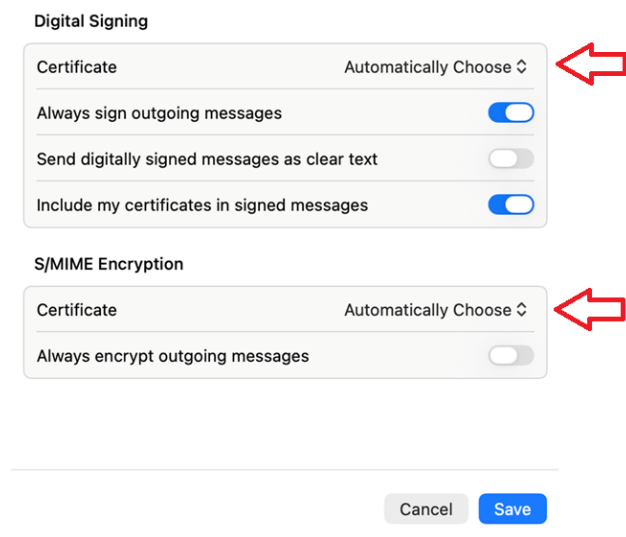 Digital Signing
Certificate Automatically Choose
Always sign outgoing messages
Send digitally signed messages as clear text
Include my certificates in signed messages
S/MIME Encryption
Certificate Automatically Choose
Always encrypt outgoing messages
Cancel Save